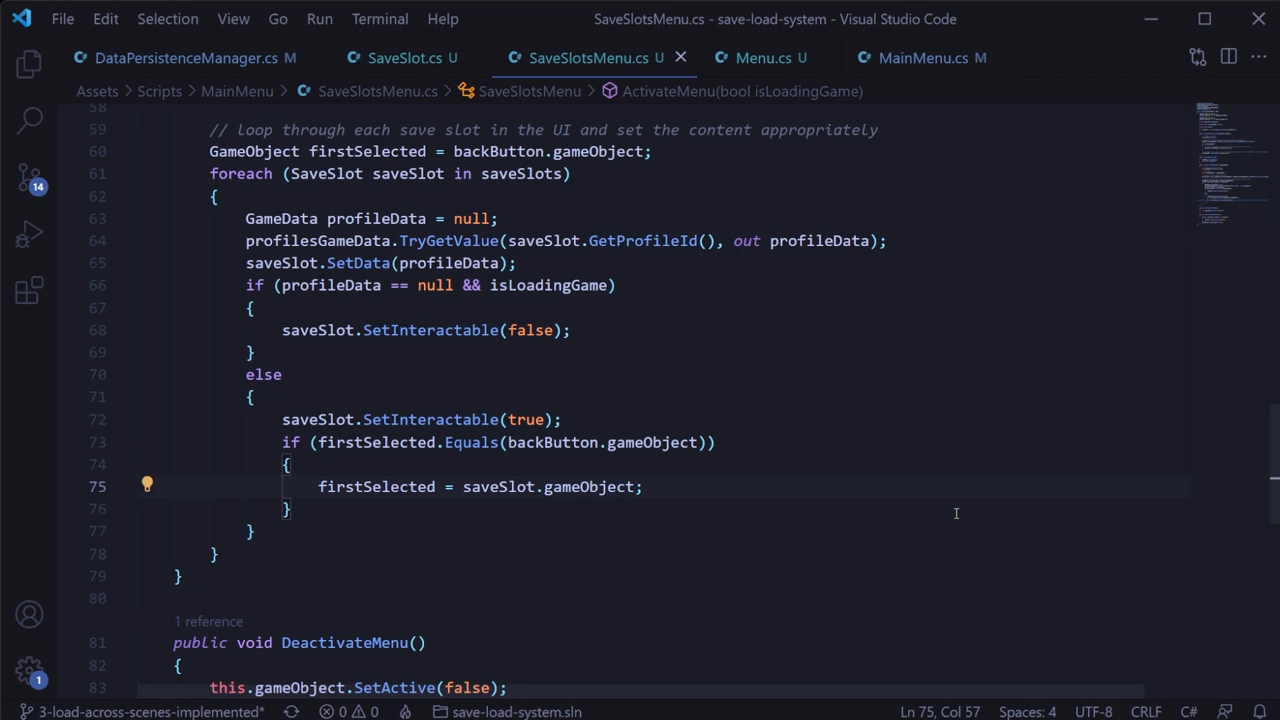 File Edit Selection View Go Run Terminal Help SaveSlotsMenu.cs - save-load-system - Visual Studio Code
DataPersistenceManager.cs M SaveSlot.cs U SaveSlotsMenu.cs U Menu.cs U MainMenu.cs M
Assets > Scripts > MainMenu > SaveSlotsMenu.cs > SaveSlotsMenu > ActivateMenu(bool isLoadingGame)
58
59 // loop through each save slot in the UI and set the content appropriately
60 GameObject firstSelected = backButton.gameObject;
61 foreach (SaveSlot saveSlot in saveSlots)
62 {
63 GameData profileData = null;
64 profilesGameData.TryGetValue(saveSlot.GetProfileId(), out profileData);
65 saveSlot.SetData(profileData);
66 if (profileData == null && isLoadingGame)
67 {
68 saveSlot.SetInteractable(false);
69 }
70 else
71 {
72 saveSlot.SetInteractable(true);
73 if (firstSelected.Equals(backButton.gameObject))
74 {
75 firstSelected = saveSlot.gameObject;
76 }
77 }
78 }
79 }
80
1 reference
81 public void DeactivateMenu()
82 {
83 this.gameObject.SetActive(false);
14
1
3-load-across-scenes-implemented* 0 0 save-load-system.sln Ln 75, Col 57 Spaces: 4 UTF-8 CRLF C#